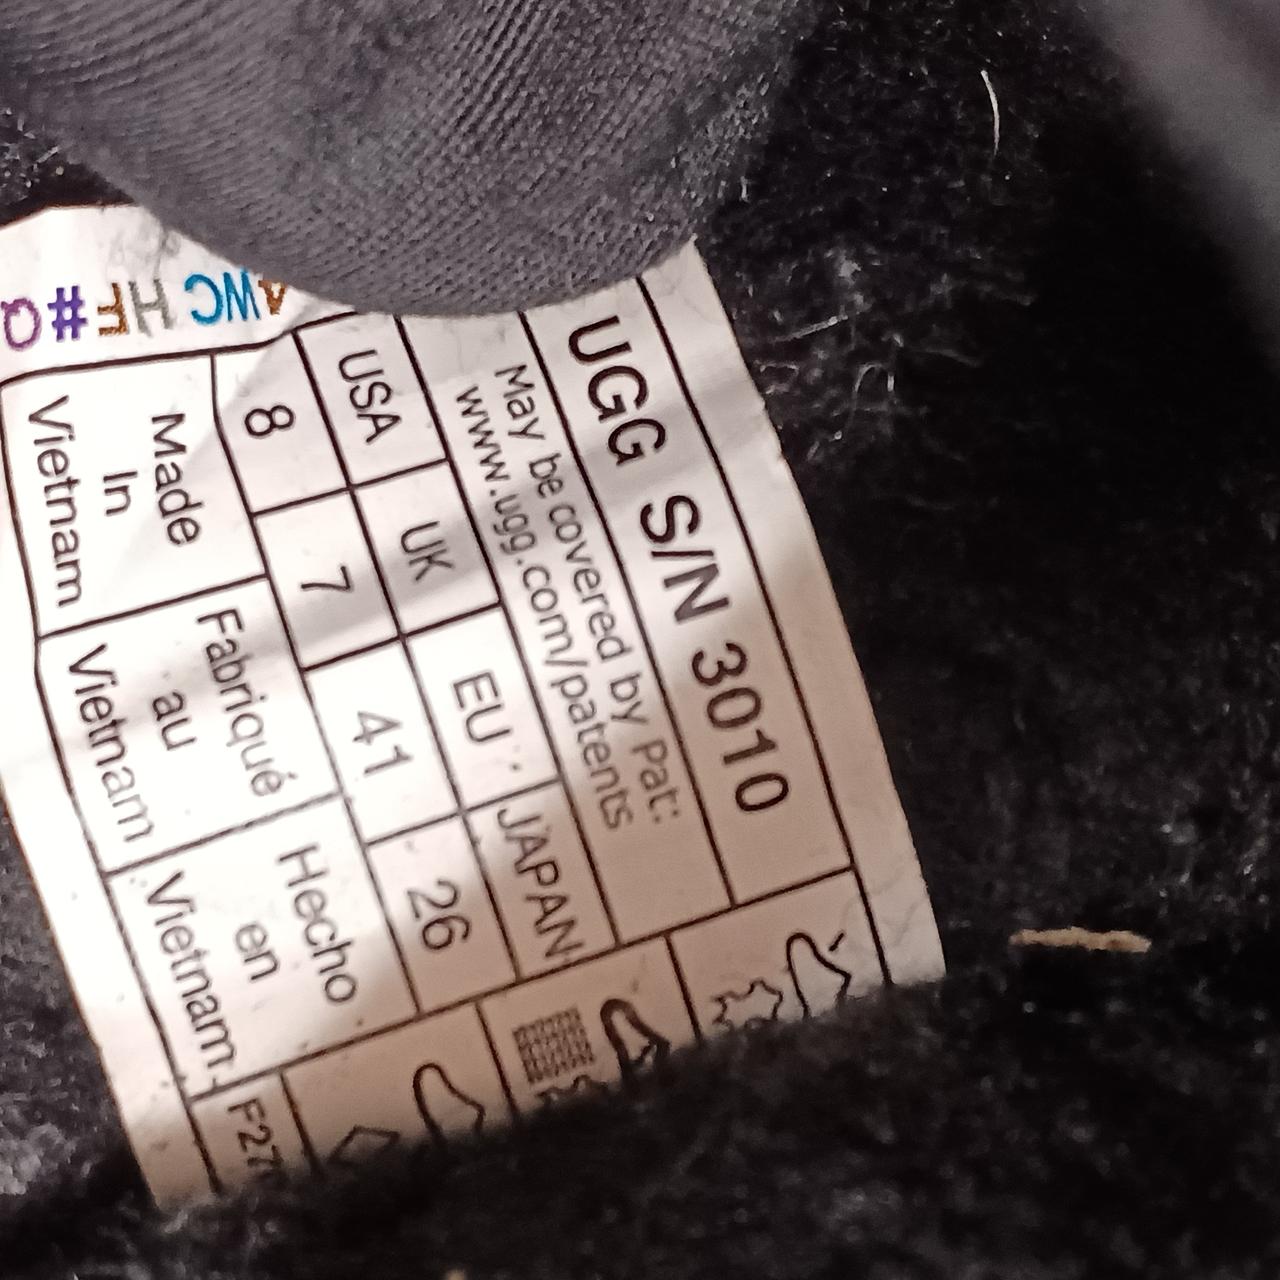 UGG S/N 3010
May be covered by Pat:
www.ugg.com/patents
USA UK EU JAPAN
8 7 41 26
Made
In
Vietnam
Fabriqué
au
Vietnam
Hecho
en
Vietnam